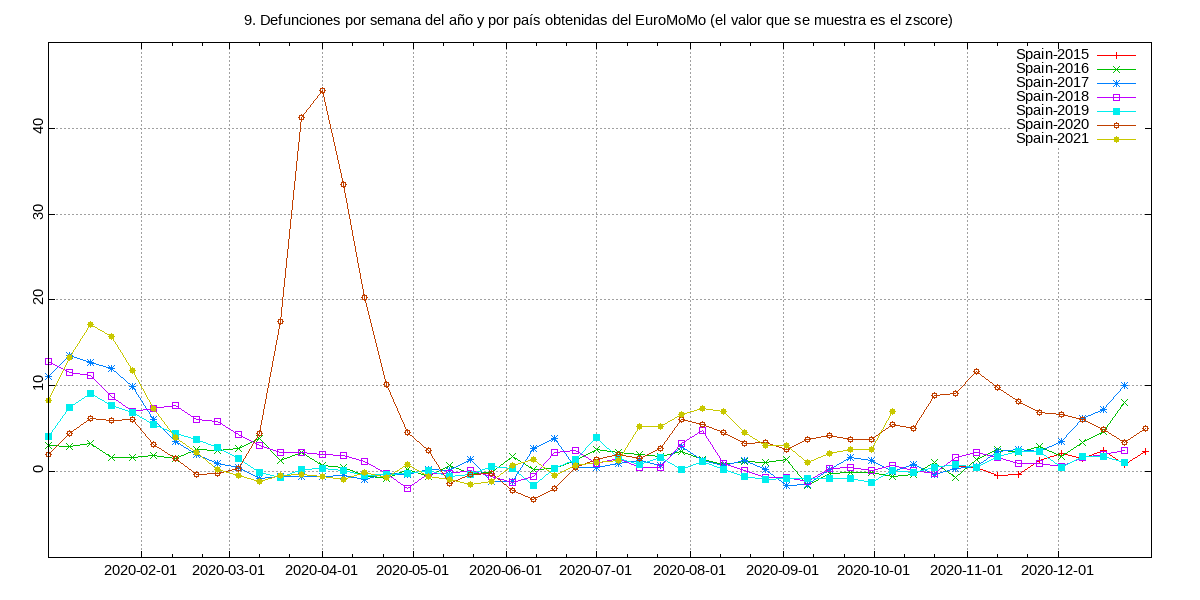 9. Defunciones por semana del año y por país obtenidas del EuroMoMo (el valor que se muestra es el zscore)
Spain-2015
Spain-2016
Spain-2017
Spain-2018
Spain-2019
Spain-2020
Spain-2021
40
30
20
10
0
2020-02-01 2020-03-01 2020-04-01 2020-05-01 2020-06-01 2020-07-01 2020-08-01 2020-09-01 2020-10-01 2020-11-01 2020-12-01